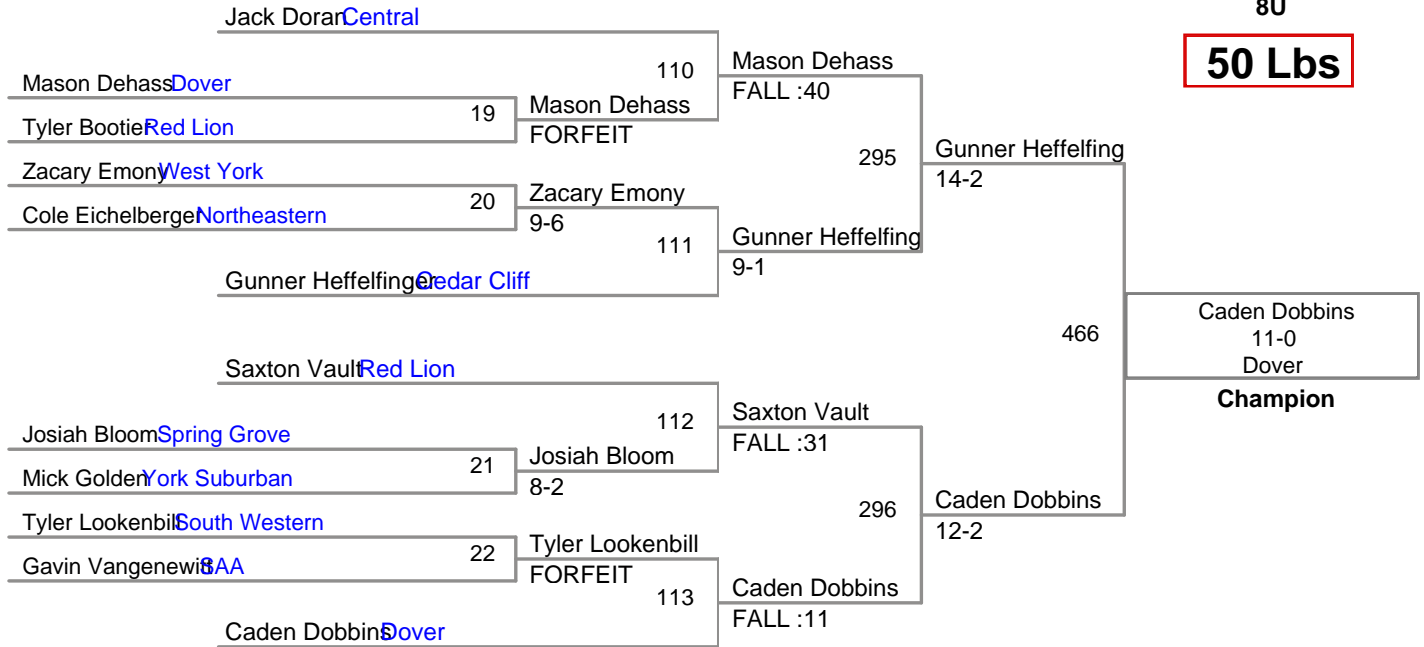 8U
50 Lbs
Jack Doran Central
Mason Dehass Dover
Tyler Bootier Red Lion
Zacary Emony West York
Cole Eichelberger Northeastern
Gunner Heffelfinger Cedar Cliff
Saxton Vault Red Lion
Josiah Bloom Spring Grove
Mick Golden York Suburban
Tyler Lookenbill South Western
Gavin Vangenewitt SAA
Caden Dobbins Dover
19
Mason Dehass
FORFEIT
20
Zacary Emony
9-6
21
Josiah Bloom
8-2
22
Tyler Lookenbill
FORFEIT
110
Mason Dehass
FALL :40
111
Gunner Heffelfing
9-1
112
Saxton Vault
FALL :31
113
Caden Dobbins
FALL :11
295
Gunner Heffelfing
14-2
296
Caden Dobbins
12-2
466
Caden Dobbins
11-0
Dover
Champion